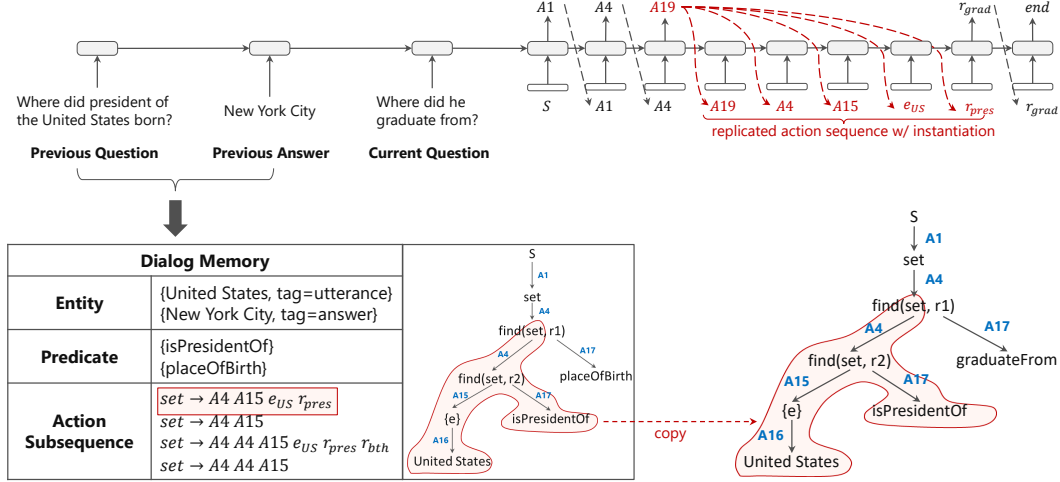 A1 A4 A19 r_grad end
S A1 A4 A19 A4 A15 e_US r_pres r_grad
replicated action sequence w/ instantiation
Where did president of
the United States born?
New York City
Where did he
graduate from?
Previous Question
Previous Answer
Current Question
Dialog Memory
Entity
{United States, tag=utterance}
{New York City, tag=answer}
Predicate
{isPresidentOf}
{placeOfBirth}
Action
Subsequence
set → A4 A15 e_US r_pres
set → A4 A15
set → A4 A4 A15 e_US r_pres r_bth
set → A4 A4 A15
S
A1
set
A4
find(set, r1)
A4
A17
find(set, r2)
placeOfBirth
A15
A17
{e}
isPresidentOf
A16
United States
copy
S
A1
set
A4
find(set, r1)
A4
A17
find(set, r2)
graduateFrom
A15
A17
{e}
isPresidentOf
A16
United States